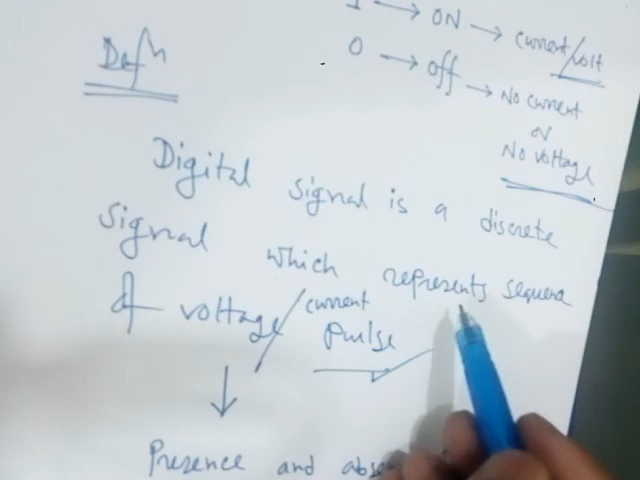 1 → ON → current/volt
0 → off → No current
or
No voltage
Defn
Digital signal is a discrete
signal which represents sequence
of voltage/current
pulse
↓
Presence and abse